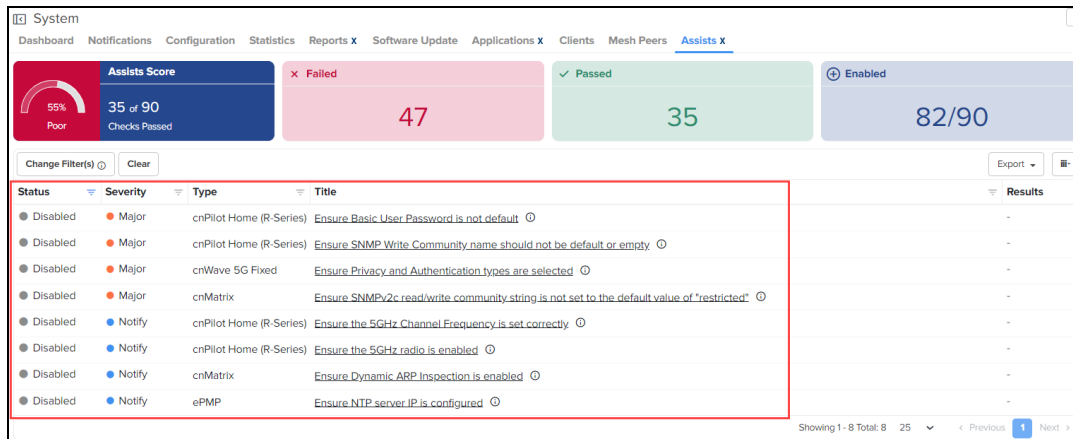 System
Dashboard Notifications Configuration Statistics Reports X Software Update Applications X Clients Mesh Peers Assists X
55%
Poor
Assists Score
35 of 90
Checks Passed
Failed
47
Passed
35
Enabled
82/90
Change Filter(s) Clear Export
Status Severity Type Title Results
Disabled Major cnPilot Home (R-Series) Ensure Basic User Password is not default -
Disabled Major cnPilot Home (R-Series) Ensure SNMP Write Community name should not be default or empty -
Disabled Major cnWave 5G Fixed Ensure Privacy and Authentication types are selected -
Disabled Major cnMatrix Ensure SNMPv2c read/write community string is not set to the default value of "restricted" -
Disabled Notify cnPilot Home (R-Series) Ensure the 5GHz Channel Frequency is set correctly -
Disabled Notify cnPilot Home (R-Series) Ensure the 5GHz radio is enabled -
Disabled Notify cnMatrix Ensure Dynamic ARP Inspection is enabled -
Disabled Notify ePMP Ensure NTP server IP is configured -
Showing 1 - 8 Total: 8 25 < Previous 1 Next >